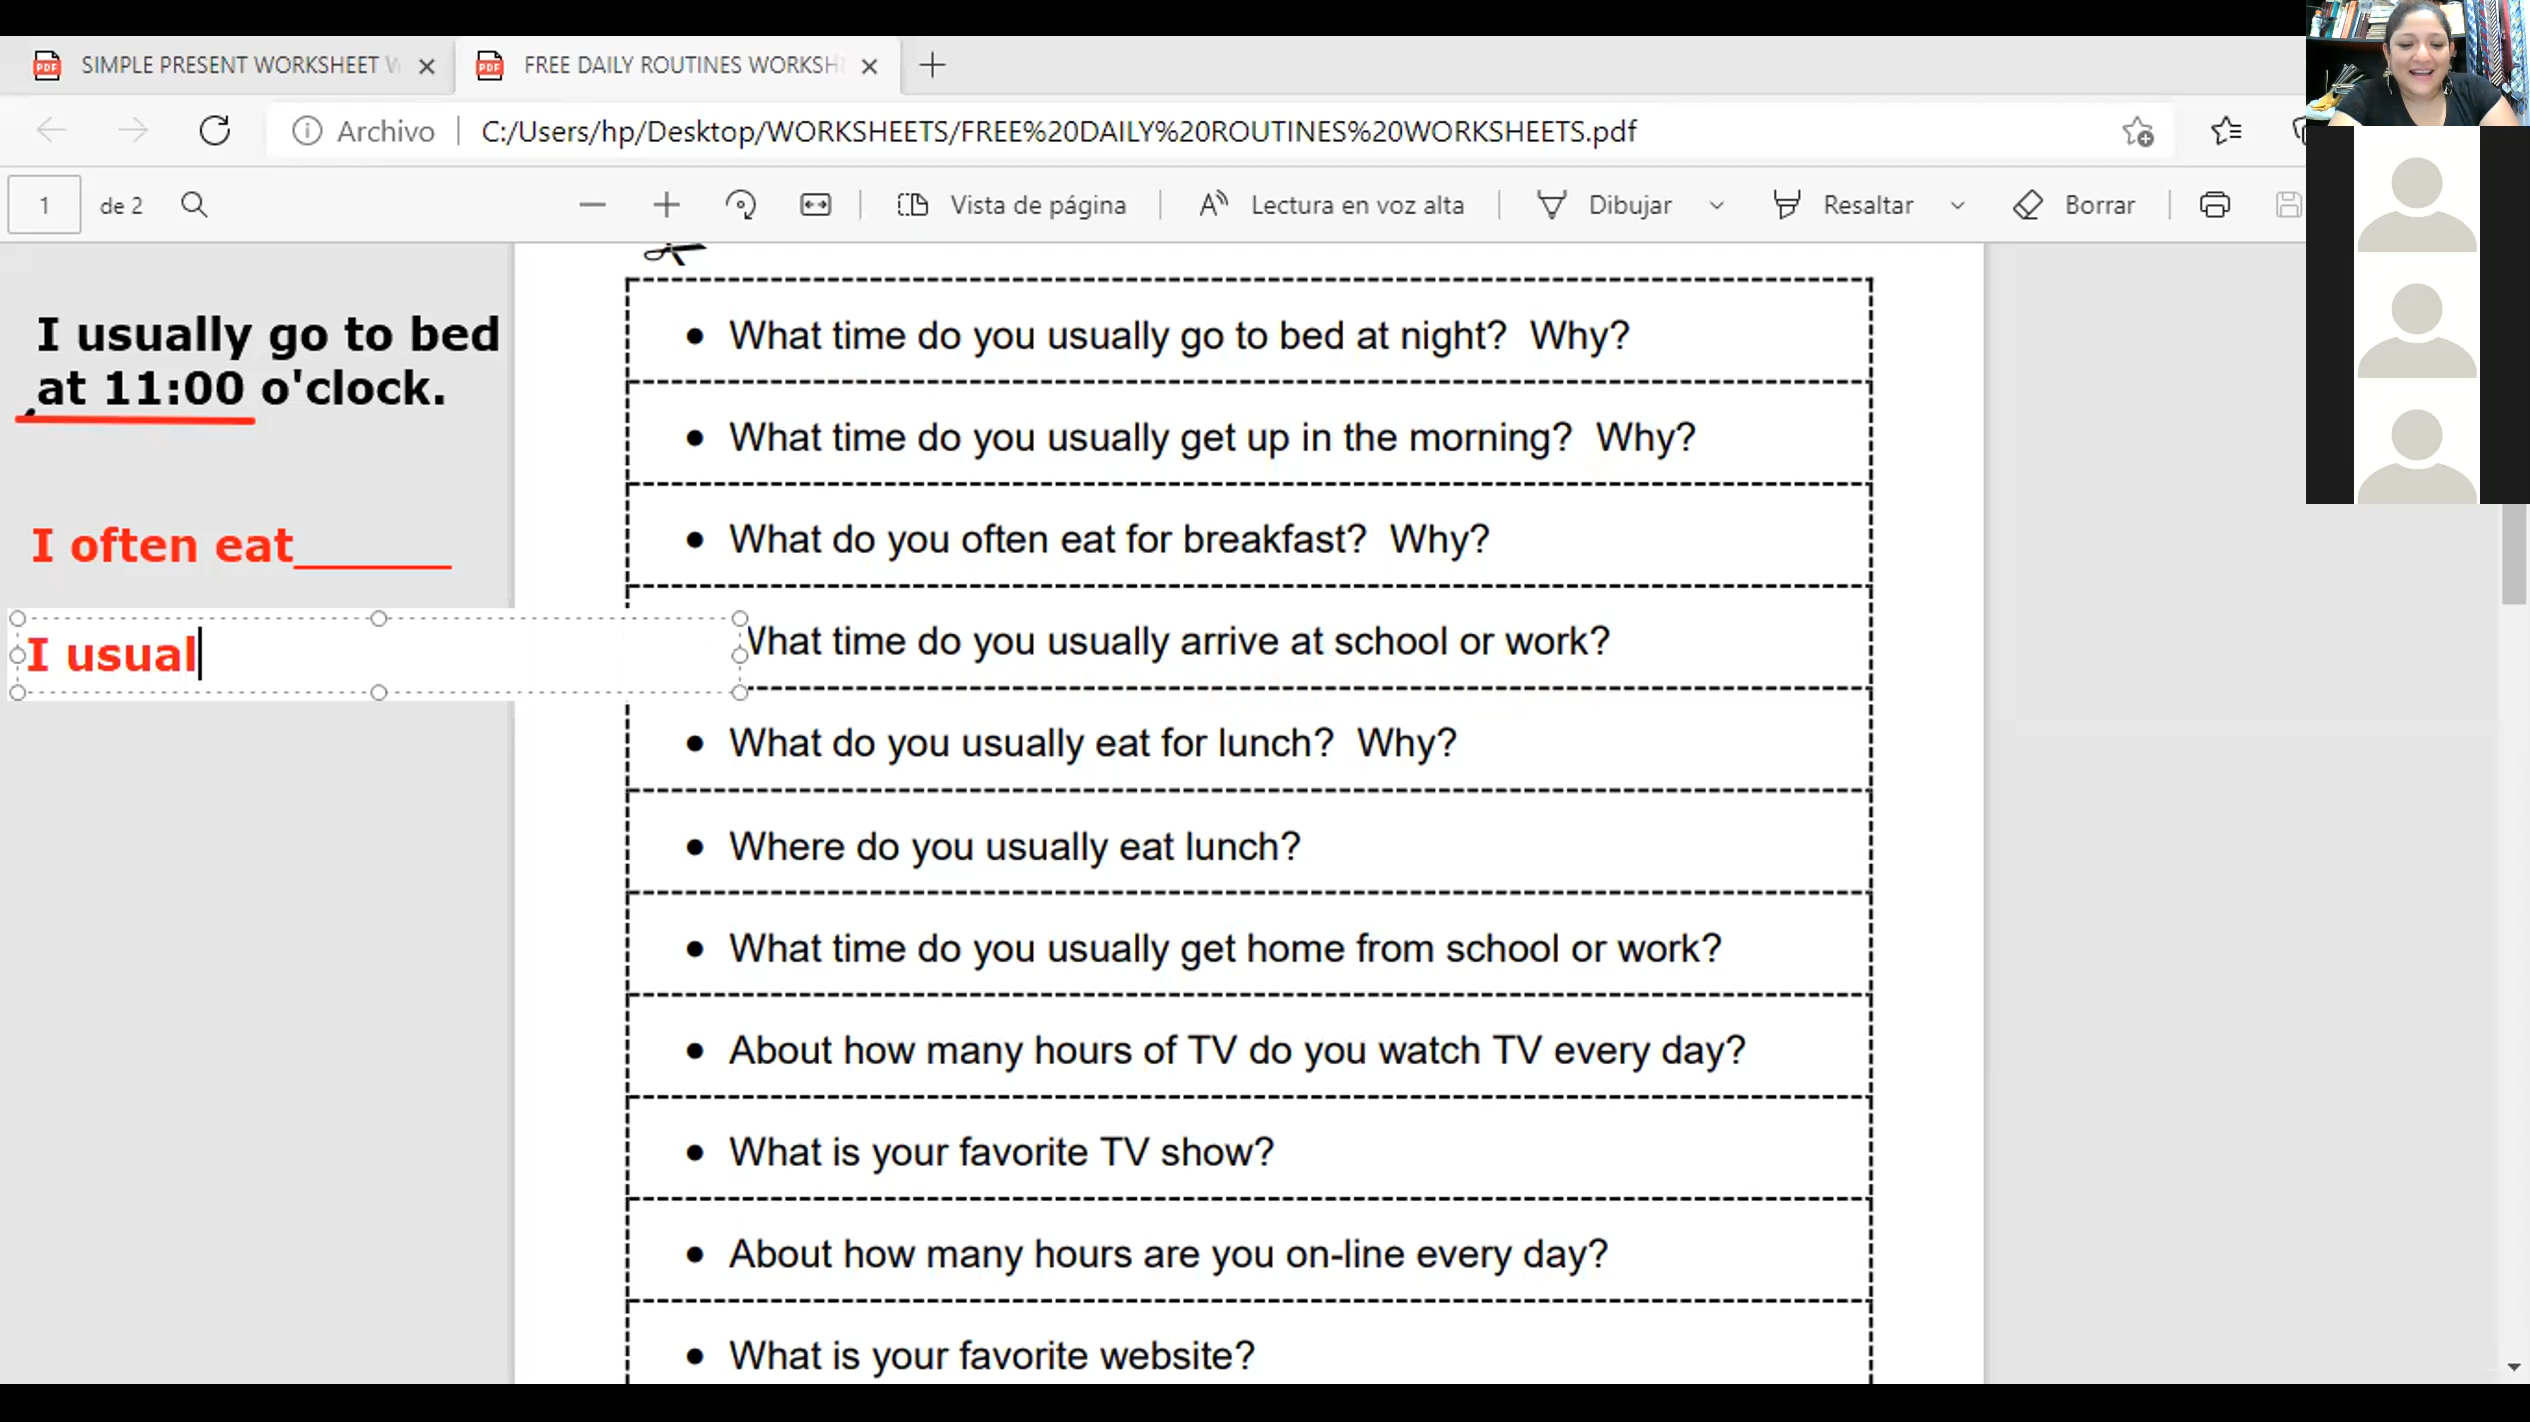 SIMPLE PRESENT WORKSHEET
FREE DAILY ROUTINES WORKSH
Archivo
C:/Users/hp/Desktop/WORKSHEETS/FREE%20DAILY%20ROUTINES%20WORKSHEETS.pdf
1 de 2
Vista de página
Lectura en voz alta
Dibujar
Resaltar
Borrar
I usually go to bed
at 11:00 o'clock.
I often eat______
I usual
• What time do you usually go to bed at night? Why?
• What time do you usually get up in the morning? Why?
• What do you often eat for breakfast? Why?
What time do you usually arrive at school or work?
• What do you usually eat for lunch? Why?
• Where do you usually eat lunch?
• What time do you usually get home from school or work?
• About how many hours of TV do you watch TV every day?
• What is your favorite TV show?
• About how many hours are you on-line every day?
• What is your favorite website?